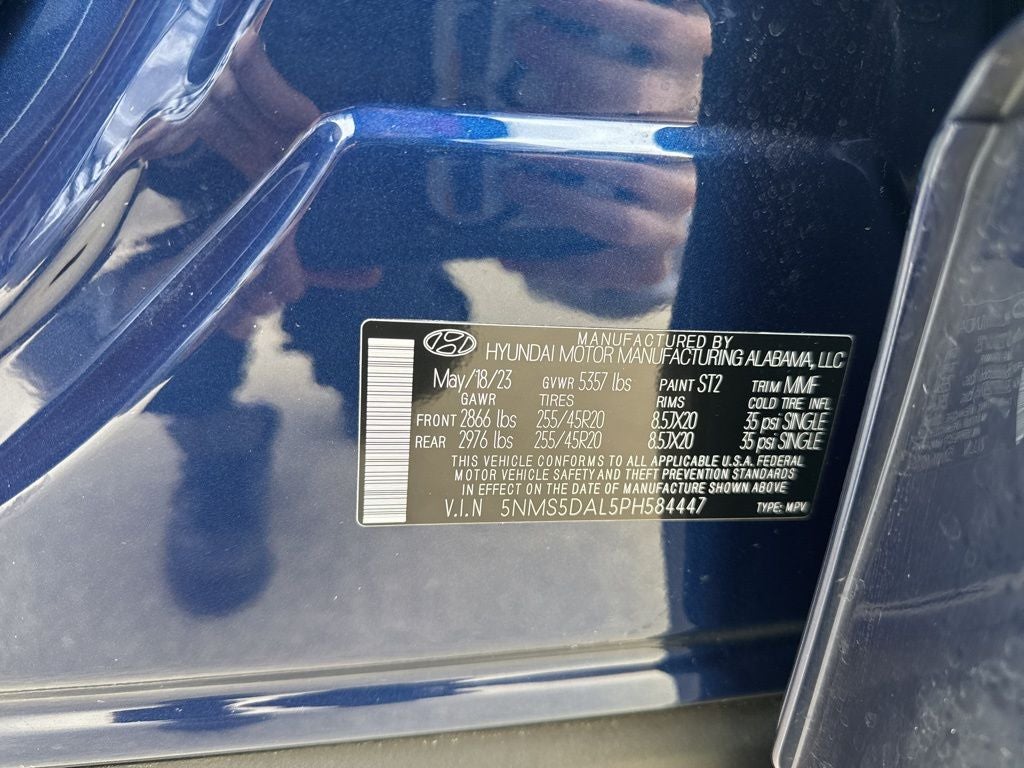 MANUFACTURED BY
HYUNDAI MOTOR MANUFACTURING ALABAMA, LLC
May/18/23 GVWR 5357 lbs PAINT ST2 TRIM MMF
GAWR TIRES RIMS COLD TIRE INFL
FRONT 2866 lbs 255/45R20 8.5JX20 35 psi SINGLE
REAR 2976 lbs 255/45R20 8.5JX20 35 psi SINGLE
THIS VEHICLE CONFORMS TO ALL APPLICABLE U.S.A. FEDERAL
MOTOR VEHICLE SAFETY AND THEFT PREVENTION STANDARDS
IN EFFECT ON THE DATE OF MANUFACTURE SHOWN ABOVE
V.I.N 5NMS5DAL5PH584447 TYPE: MPV